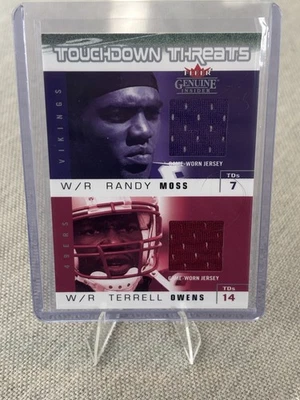 TOUCHDOWN THREATS
FLEER
GENUINE
INSIDER
VIKINGS
GAME-WORN JERSEY
TDs
W/R RANDY MOSS 7
49ERS
GAME-WORN JERSEY
TDs
W/R TERRELL OWENS 14